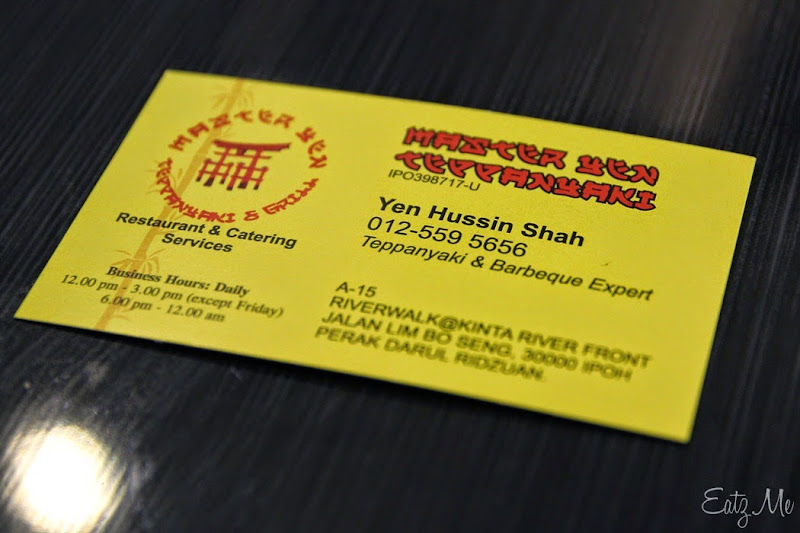 MASTER YEN
TEPPANYAKI & GRILL
Restaurant & Catering
Services
Business Hours: Daily
12.00 pm - 3.00 pm (except Friday)
6.00 pm - 12.00 am
MASTER YEN
TEPPANYAKI
IPO398717-U
Yen Hussin Shah
012-559 5656
Teppanyaki & Barbeque Expert
A-15
RIVERWALK@KINTA RIVER FRONT
JALAN LIM BO SENG, 30000 IPOH
PERAK DARUL RIDZUAN.
Eatz Me